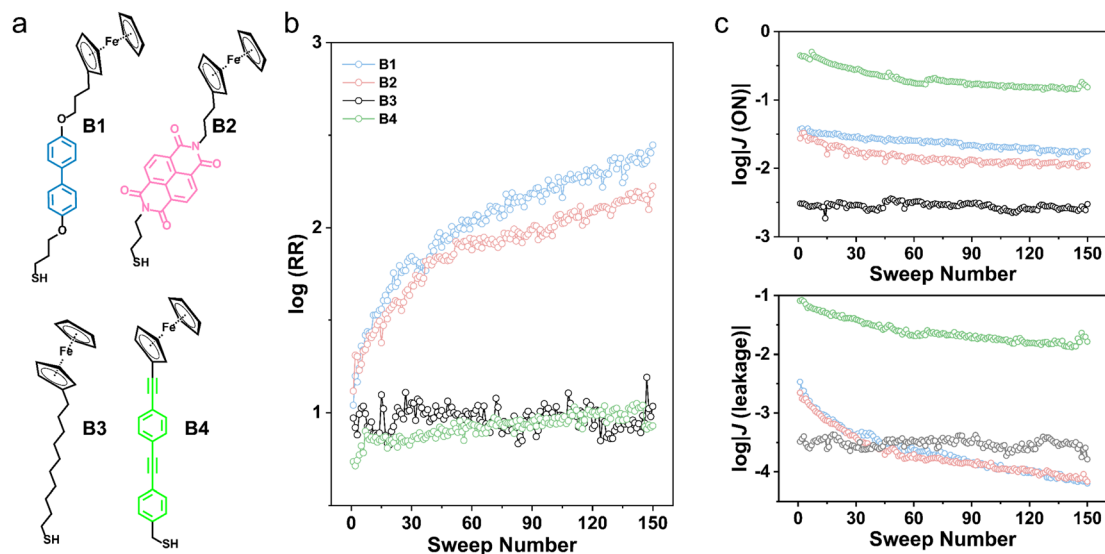 a
Fe
B1
O
O
SH
Fe
B2
O
N
O
O
N
O
SH
Fe
B3
SH
Fe
B4
SH
b
log (RR)
3
2
1
B1
B2
B3
B4
0
30
60
90
120
150
Sweep Number
c
log|J (ON)|
0
-1
-2
-3
0
30
60
90
120
150
Sweep Number
log|J (leakage)|
-1
-2
-3
-4
0
30
60
90
120
150
Sweep Number